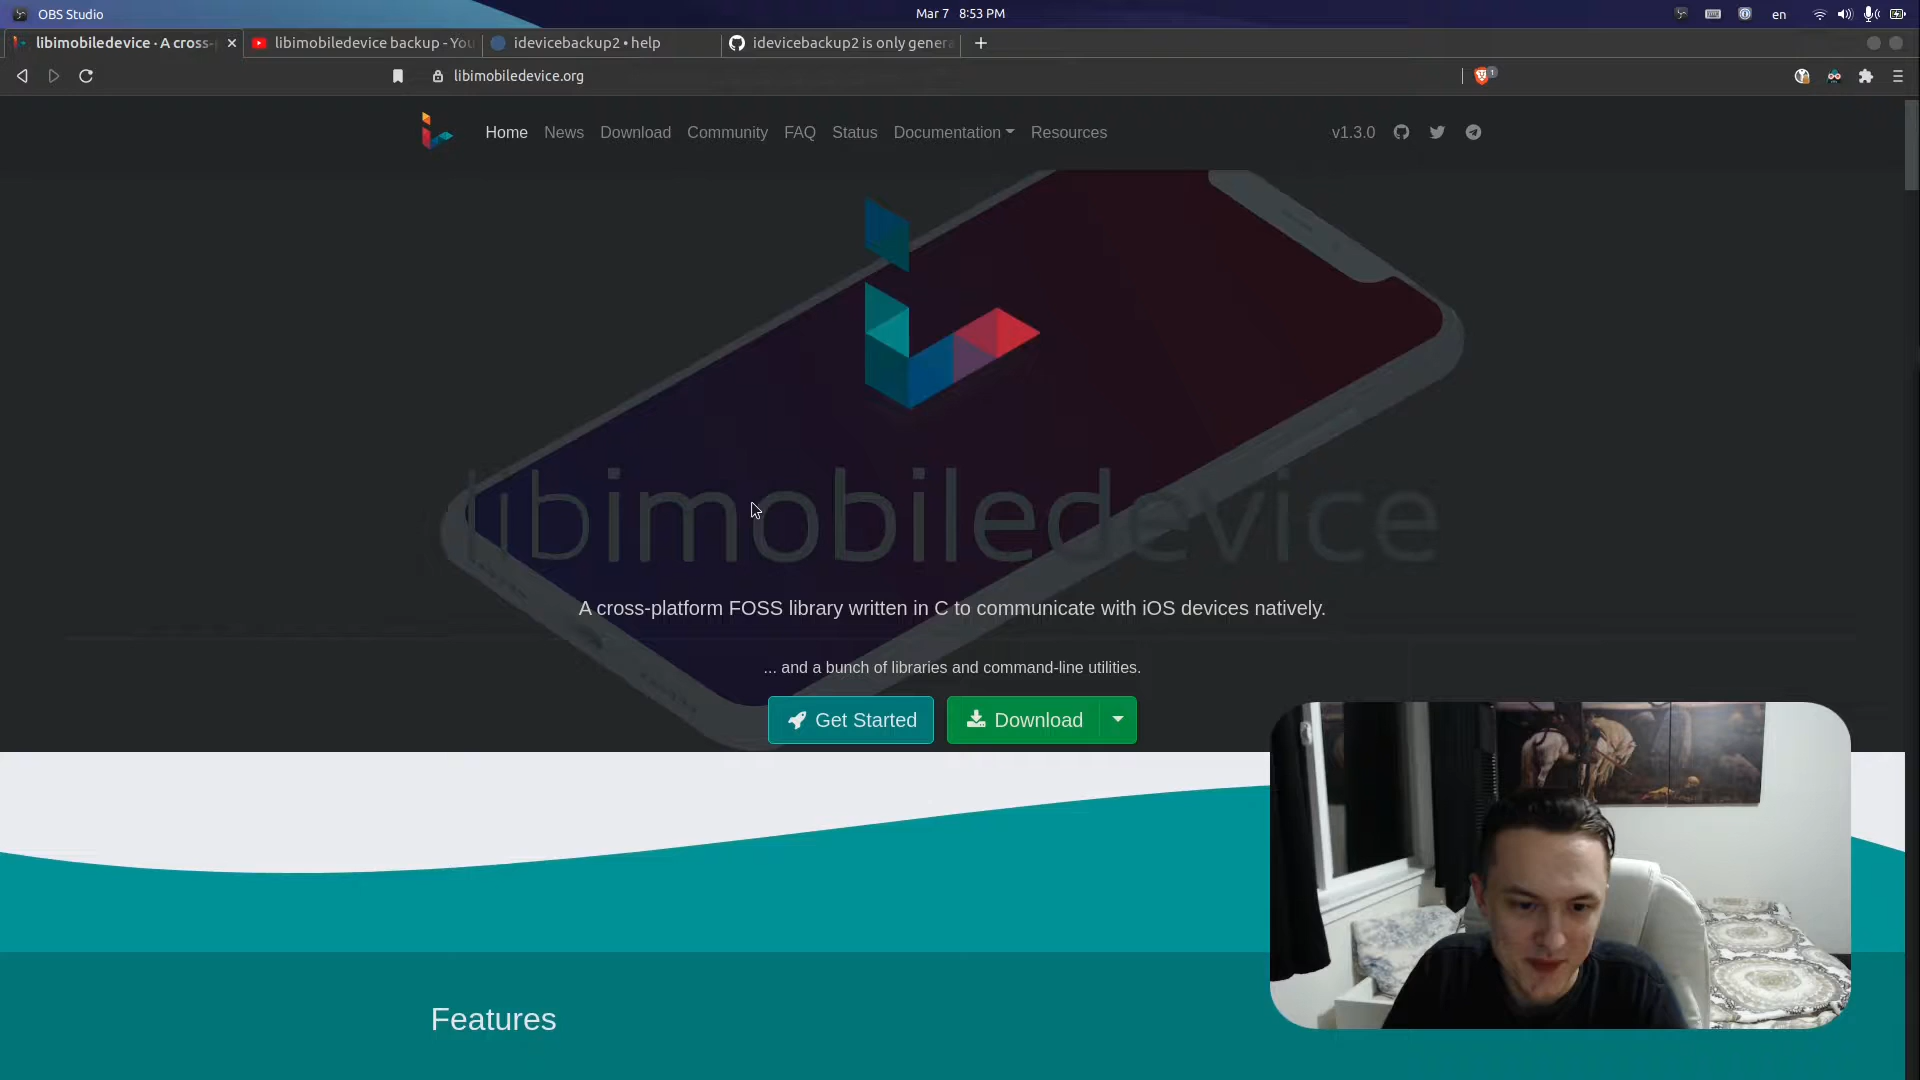 OBS Studio
Mar 7 8:53 PM
en
libimobiledevice · A cross-
libimobiledevice backup - You
idevicebackup2 • help
idevicebackup2 is only genera
libimobiledevice.org
1
Home News Download Community FAQ Status Documentation Resources
v1.3.0
libimobiledevice
A cross-platform FOSS library written in C to communicate with iOS devices natively.
... and a bunch of libraries and command-line utilities.
Get Started
Download
Features